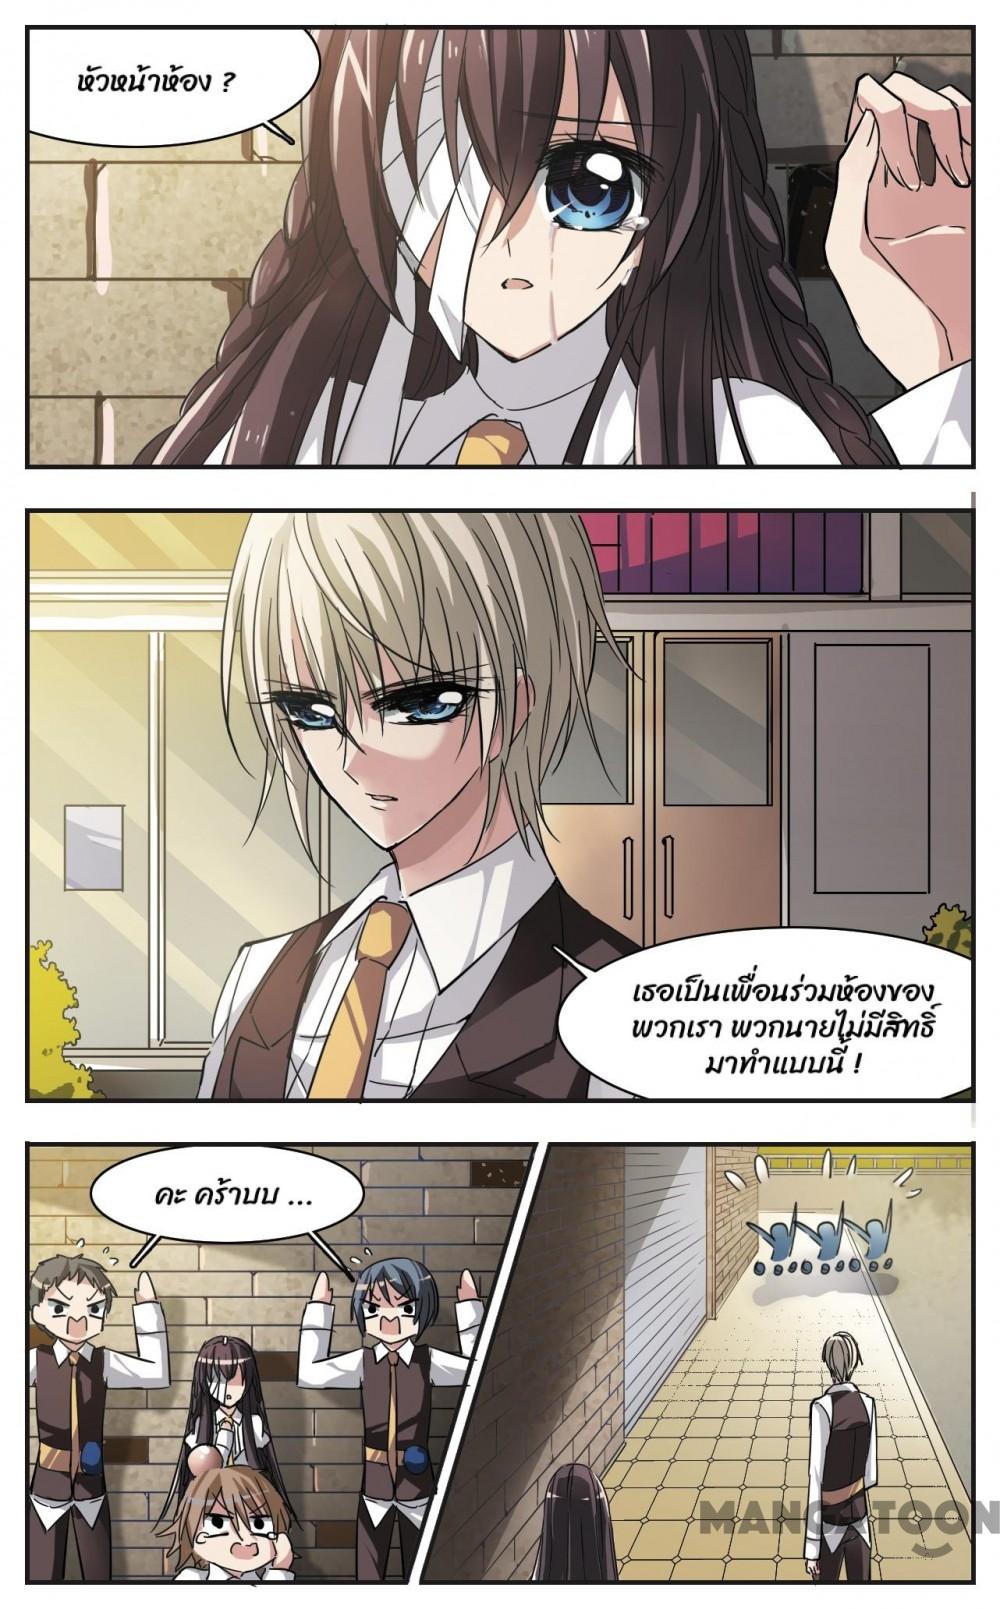 หัวหน้าห้อง ?
เธอเป็นเพื่อนร่วมห้องของ
พวกเรา พวกนายไม่มีสิทธิ์
มาทำแบบนี้ !
คะ คร้าบบ ...
MANGATOON